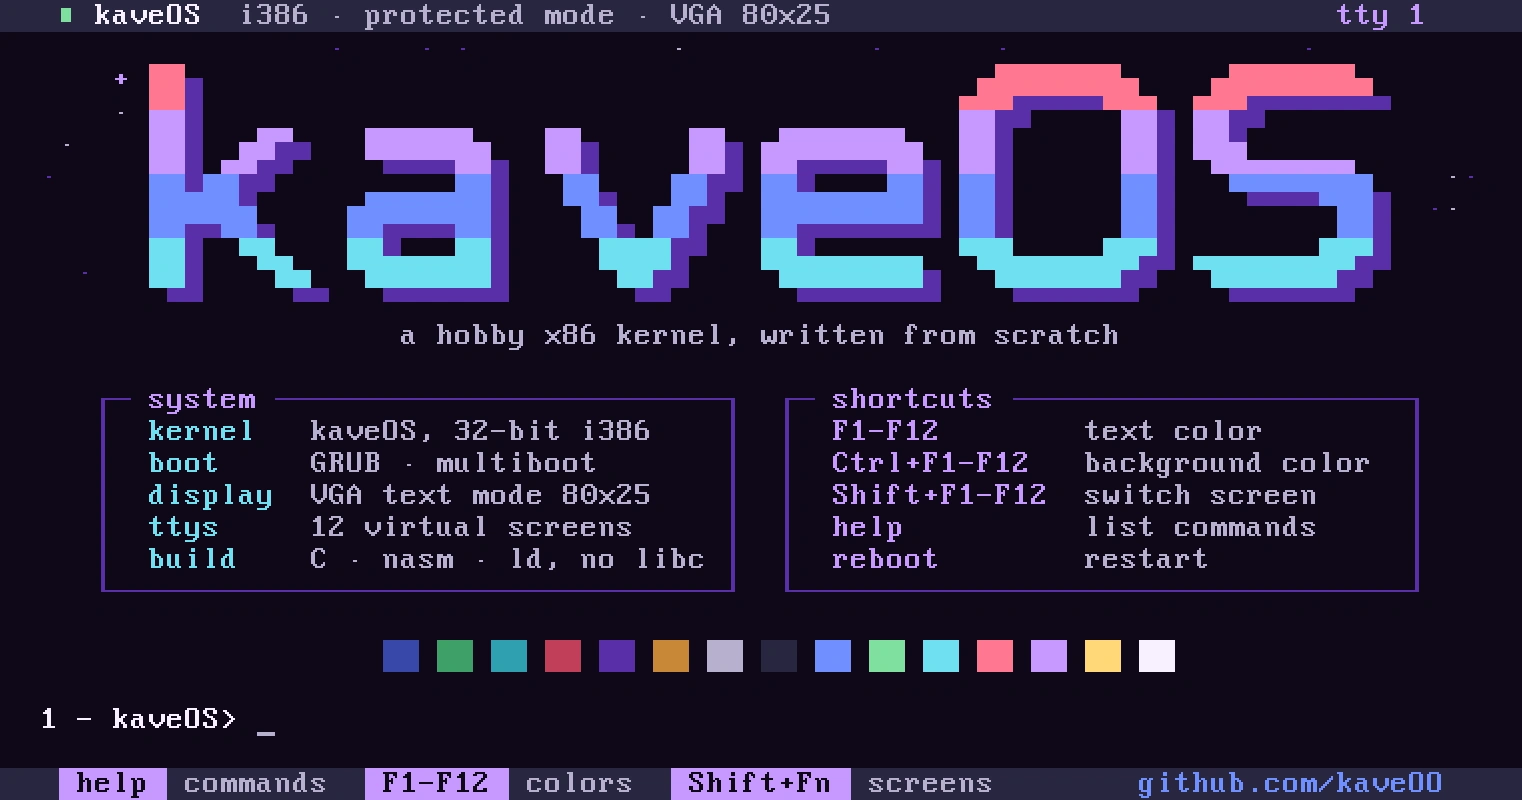 kaveOS i386 · protected mode · VGA 80x25 tty 1
kaveOS
a hobby x86 kernel, written from scratch
system
kernel kaveOS, 32-bit i386
boot GRUB · multiboot
display VGA text mode 80x25
ttys 12 virtual screens
build C · nasm · ld, no libc
shortcuts
F1-F12 text color
Ctrl+F1-F12 background color
Shift+F1-F12 switch screen
help list commands
reboot restart
1 - kaveOS> _
help commands F1-F12 colors Shift+Fn screens github.com/kaveOO